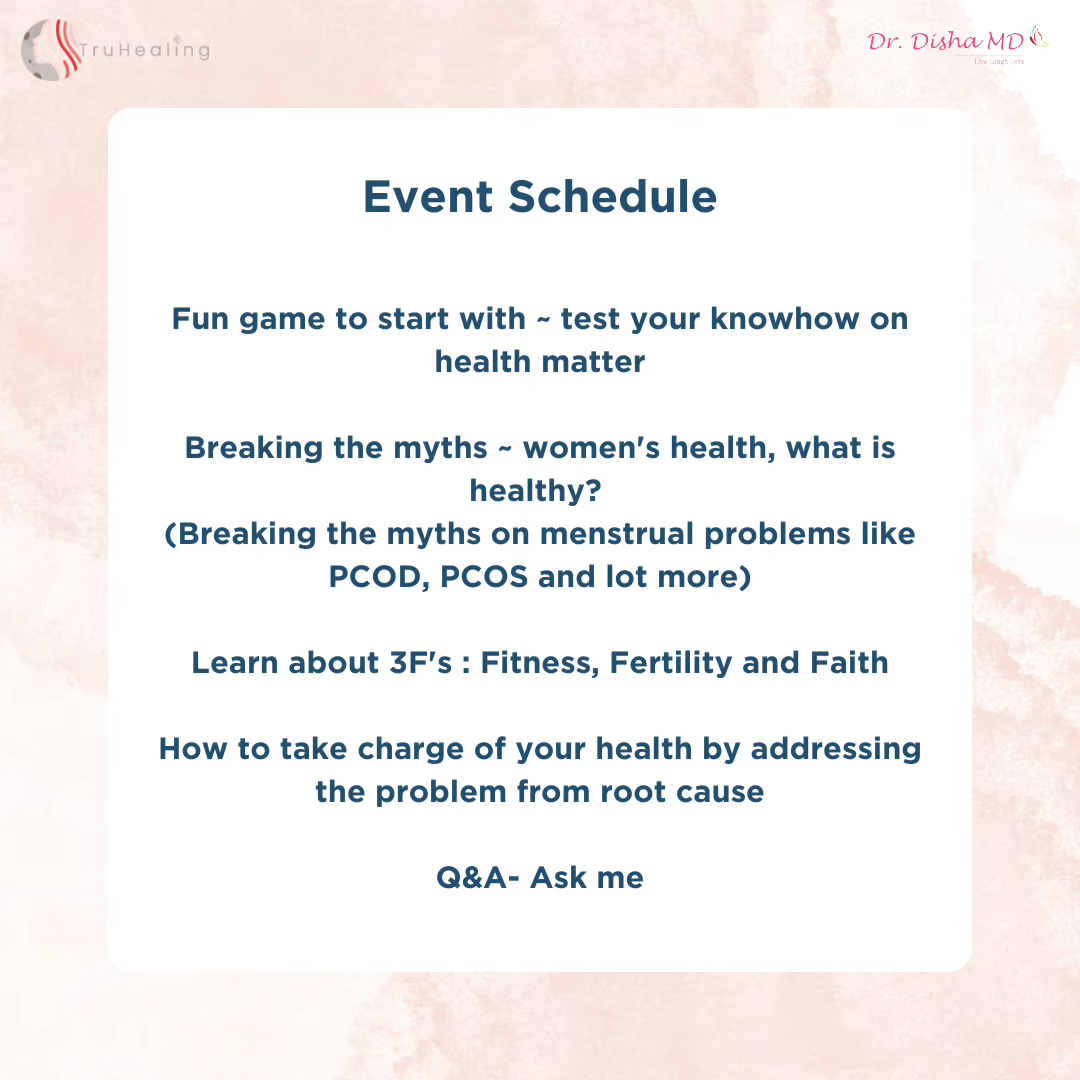 TruHealing
Dr. Disha MD
Live Laugh Love
Event Schedule
Fun game to start with ~ test your knowhow on
health matter
Breaking the myths ~ women's health, what is
healthy?
(Breaking the myths on menstrual problems like
PCOD, PCOS and lot more)
Learn about 3F's : Fitness, Fertility and Faith
How to take charge of your health by addressing
the problem from root cause
Q&A- Ask me